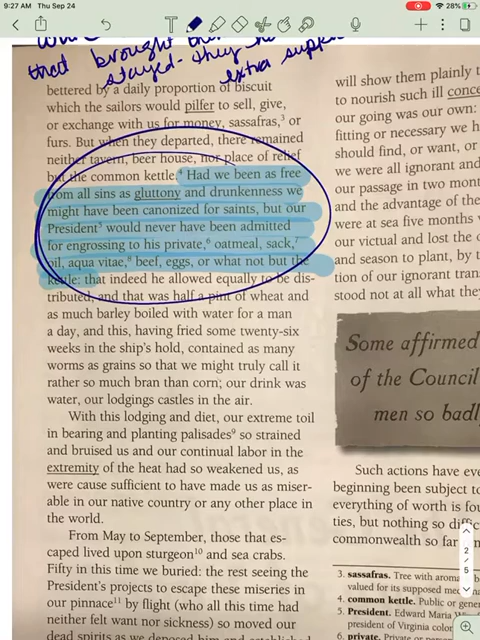 9:27 AM Tue Sep 24
28%
that brought
stayed - they
extra
bettered by a daily proportion of biscuit
which the sailors would pilfer to sell, give,
or exchange with us for money, sassafras,3 or
furs. But when they departed, there remained
neither tavern, beer house, nor place of relief
but the common kettle.4 Had we been as free
from all sins as gluttony and drunkenness we
might have been canonized for saints, but our
President5 would never have been admitted
for engrossing to his private,6 oatmeal, sack,7
oil, aqua vitae,8 beef, eggs, or what not but the
kettle: that indeed he allowed equally to be dis-
tributed, and that was half a pint of wheat and
as much barley boiled with water for a man
a day, and this, having fried some twenty-six
weeks in the ship's hold, contained as many
worms as grains so that we might truly call it
rather so much bran than corn; our drink was
water, our lodgings castles in the air.
With this lodging and diet, our extreme toil
in bearing and planting palisades9 so strained
and bruised us and our continual labor in the
extremity of the heat had so weakened us, as
were cause sufficient to have made us as miser-
able in our native country or any other place in
the world.
From May to September, those that es-
caped lived upon sturgeon10 and sea crabs.
Fifty in this time we buried: the rest seeing the
President's projects to escape these miseries in
our pinnace11 by flight (who all this time had
neither felt want nor sickness) so moved our
dead spirits as we deposed him
will show them plainly
to nourish such ill
our going was our own:
fitting or necessary we
should find, or want, or
we were all ignorant and
our passage in two
and the advantage of the
were at sea five months
our victual and lost the
and season to plant, by
tion of our ignorant
stood not at all what they
Some affirmed
of the Council
men so badly
Such actions have
beginning been subject to
everything of worth is
ties, but nothing so
commonwealth so far
3. sassafras. Tree with
valued for its supposed
4. common kettle. Public or
5. President. Edward Maria
president of Virginia
6. private.
2
5